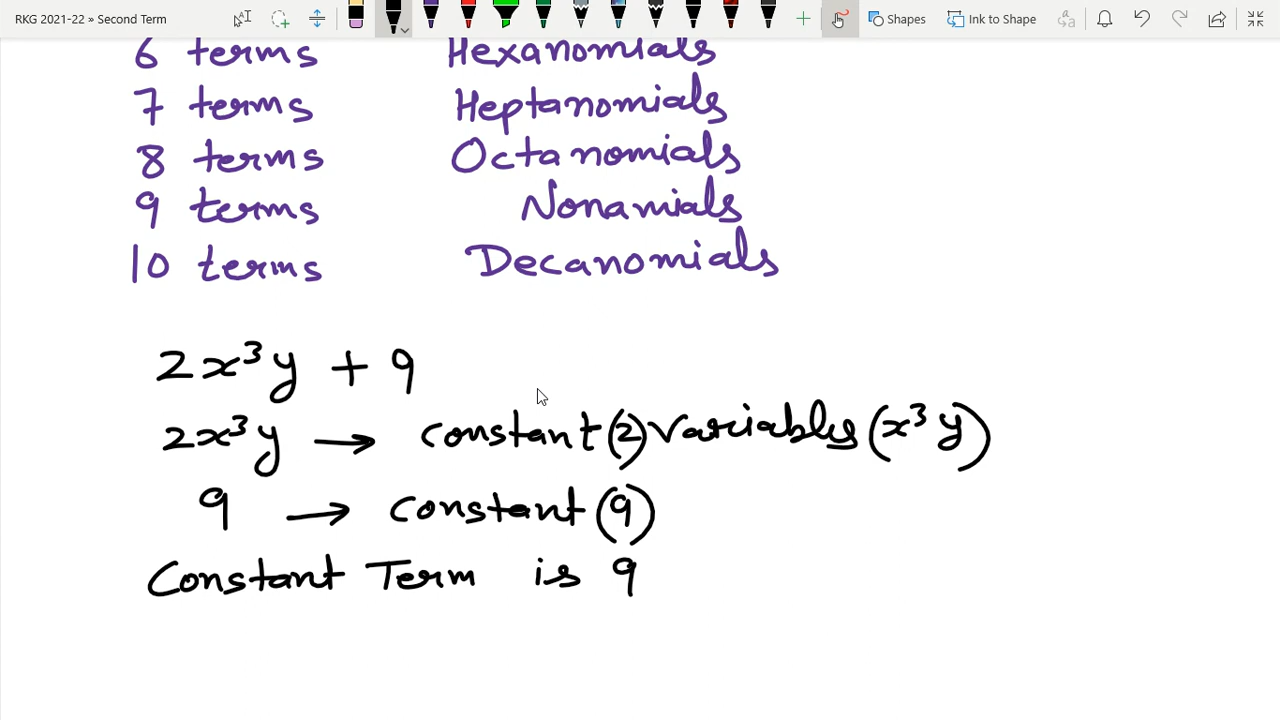 RKG 2021-22 » Second Term
Shapes
Ink to Shape
6 terms Hexanomials
7 terms Heptanomials
8 terms Octanomials
9 terms Nonamials
10 terms Decanomials
2x³y + 9
2x³y → constant(2) variables (x³y)
9 → constant (9)
Constant Term is 9